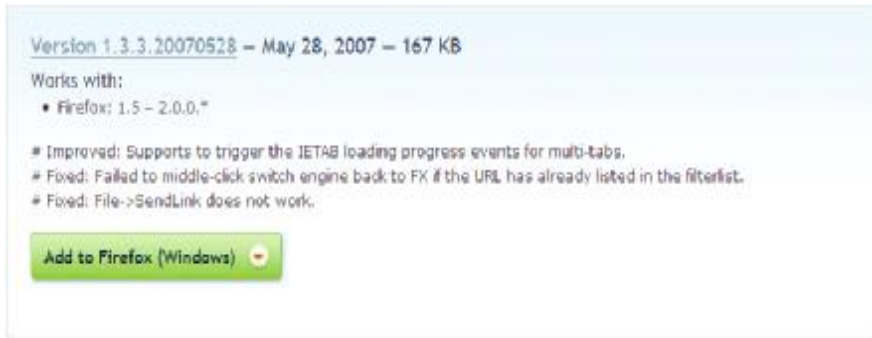 Version 1.3.3.20070528 – May 28, 2007 – 167 KB
Works with:
• Firefox: 1.5 – 2.0.0.*
# Improved: Supports to trigger the IETAB loading progress events for multi-tabs.
# Fixed: Failed to middle-click switch engine back to FX if the URL has already listed in the filterlist.
# Fixed: File->SendLink does not work.
Add to Firefox (Windows)